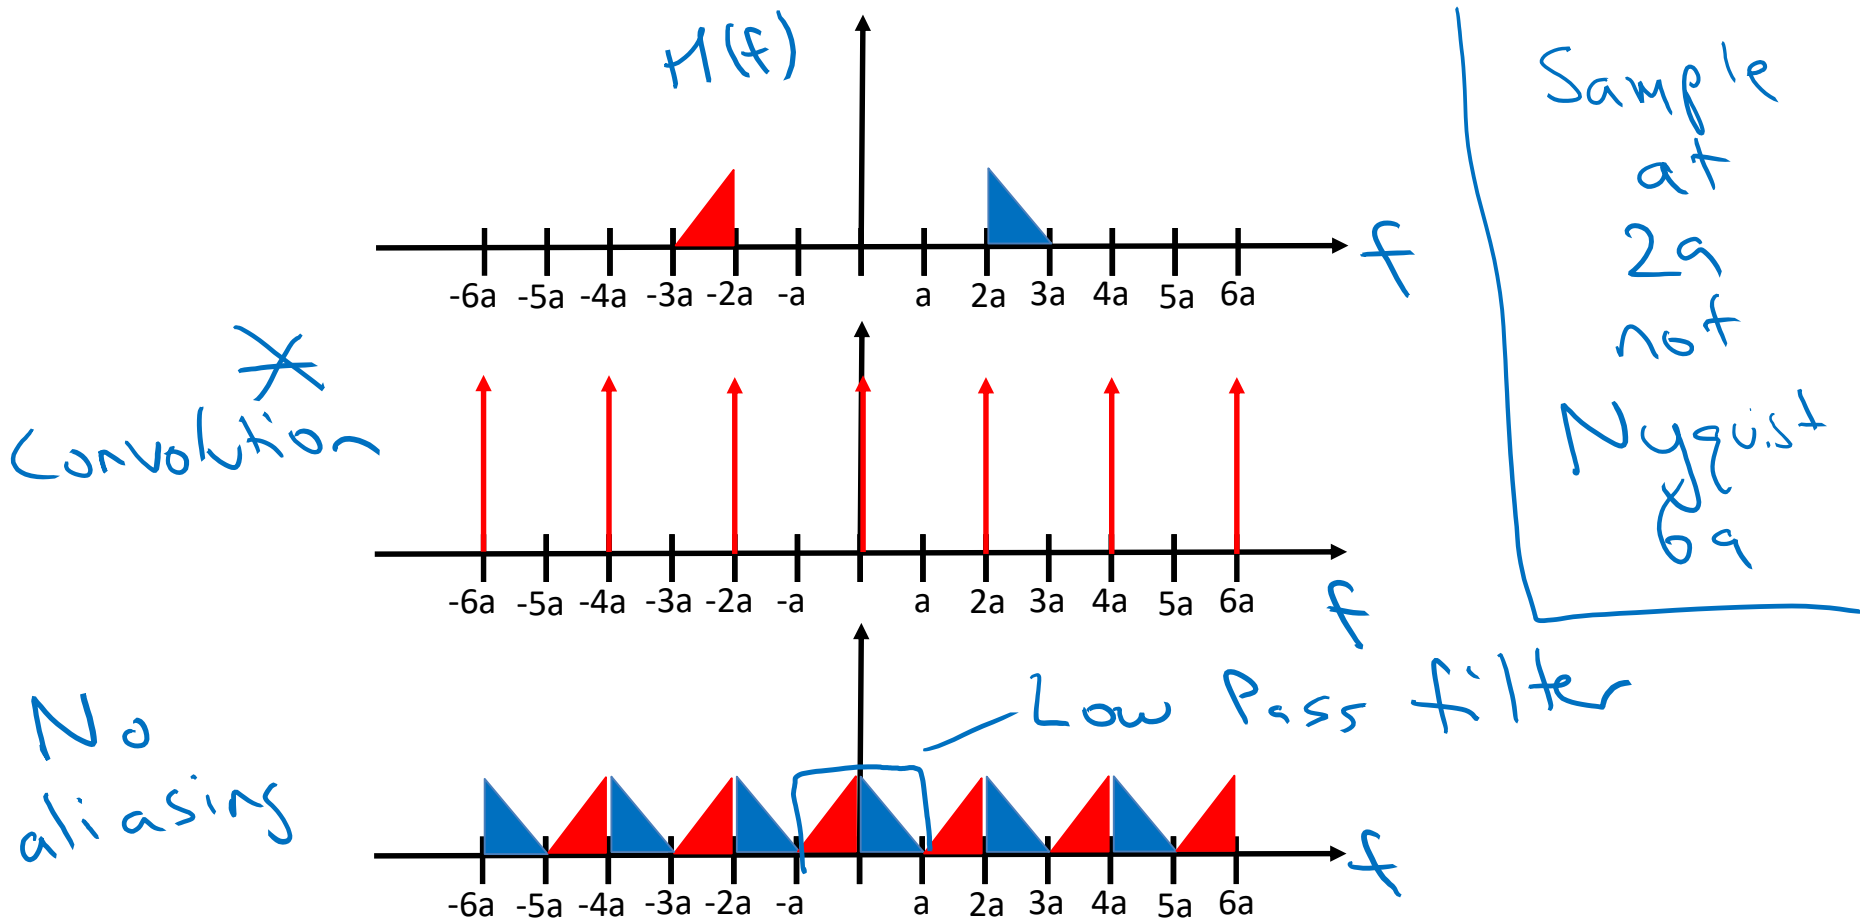 H(f)
f
-6a -5a -4a -3a -2a -a a 2a 3a 4a 5a 6a
Sample
at
2a
not
Nyquist
6a
Convolution
f
-6a -5a -4a -3a -2a -a a 2a 3a 4a 5a 6a
No
aliasing
Low Pass filter
f
-6a -5a -4a -3a -2a -a a 2a 3a 4a 5a 6a